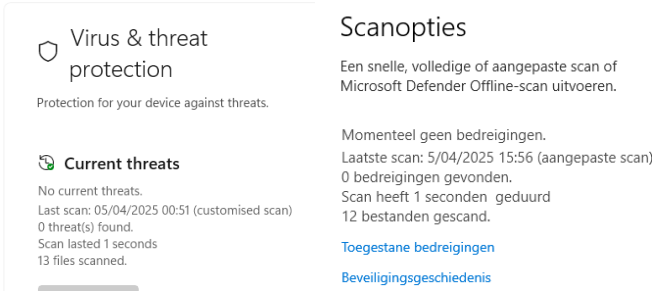 Virus & threat
protection
Protection for your device against threats.
Current threats
No current threats.
Last scan: 05/04/2025 00:51 (customised scan)
0 threat(s) found.
Scan lasted 1 seconds
13 files scanned.
Scanopties
Een snelle, volledige of aangepaste scan of
Microsoft Defender Offline-scan uitvoeren.
Momenteel geen bedreigingen.
Laatste scan: 5/04/2025 15:56 (aangepaste scan)
0 bedreigingen gevonden.
Scan heeft 1 seconden  geduurd
12 bestanden gescand.
Toegestane bedreigingen
Beveiligingsgeschiedenis